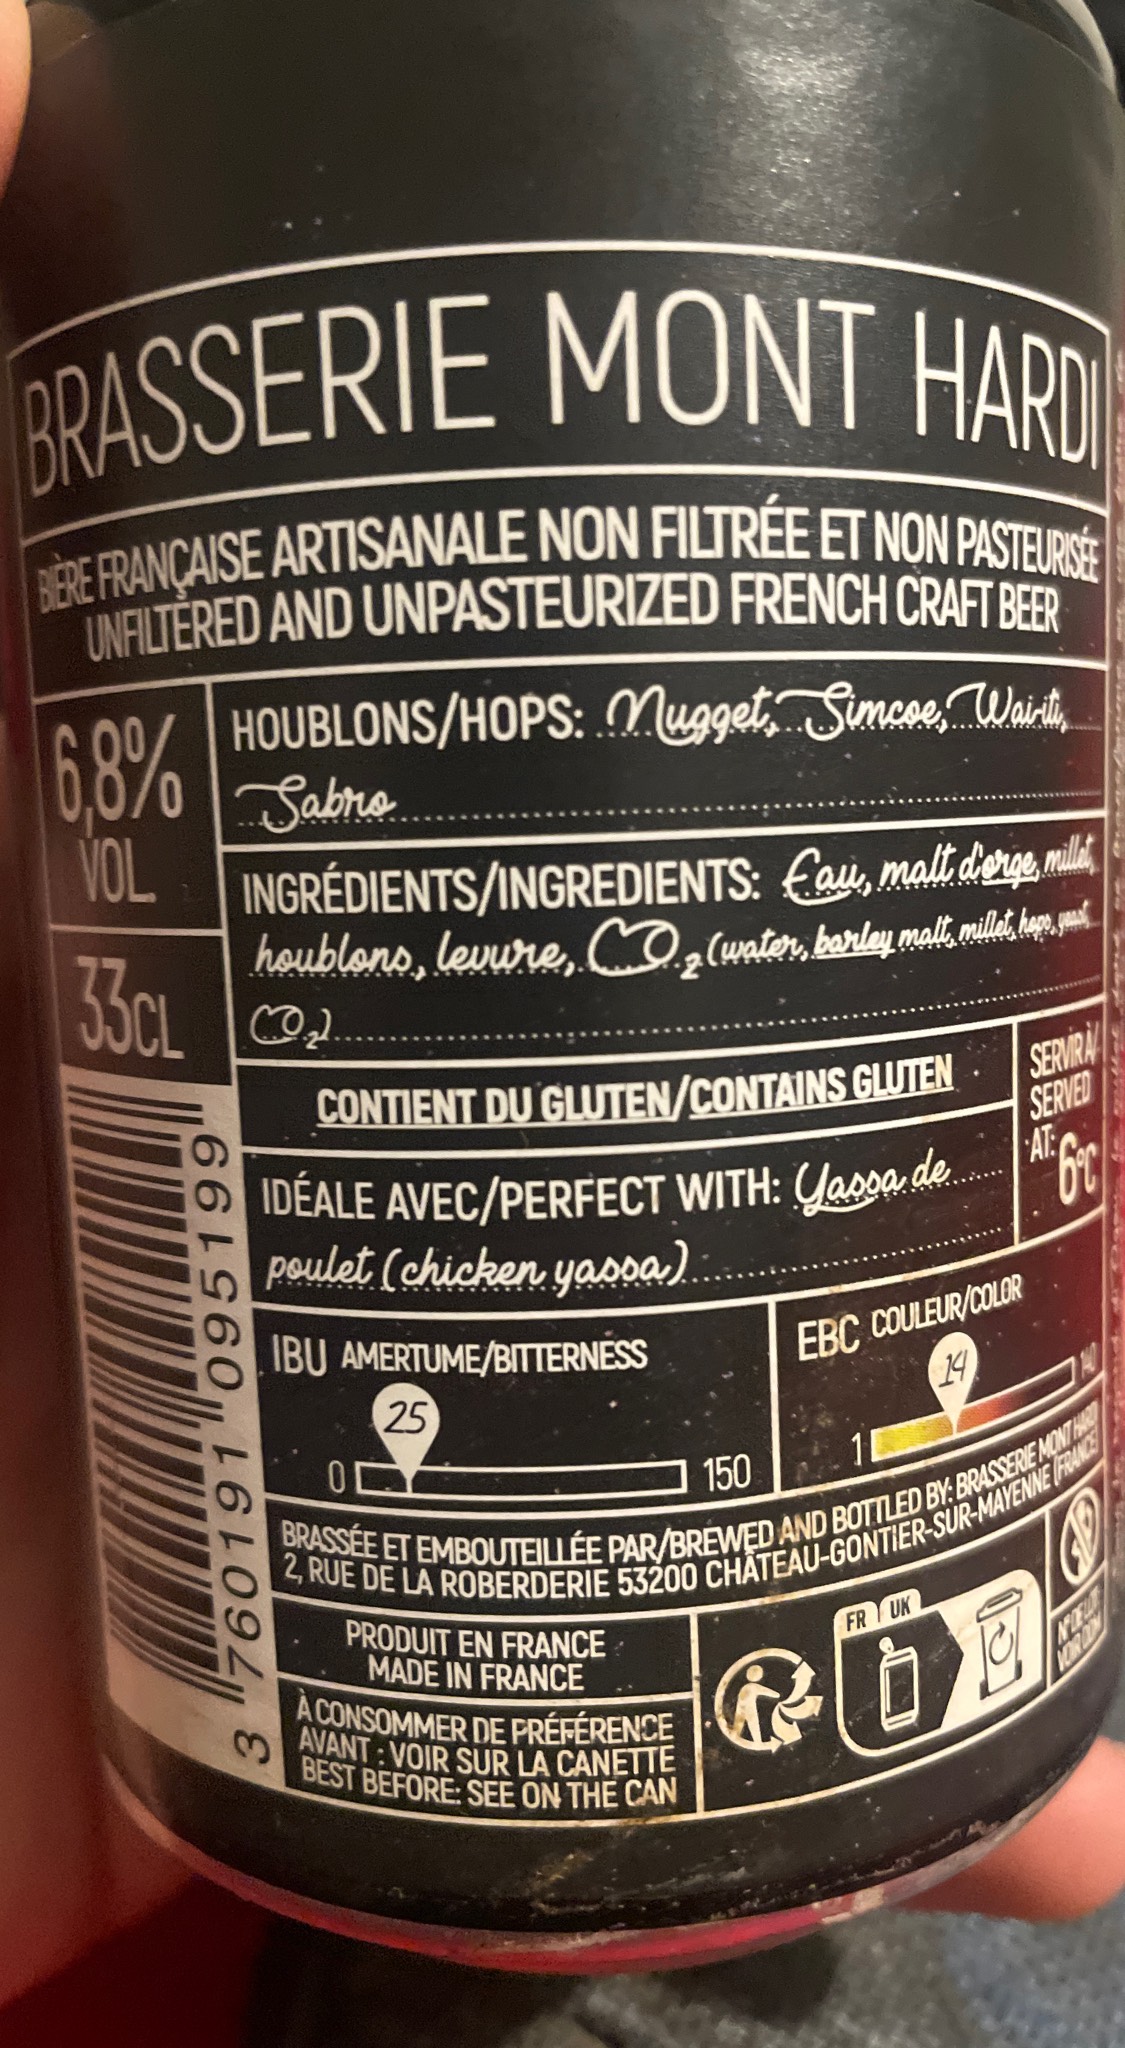 BRASSERIE MONT HARDI
BIÈRE FRANÇAISE ARTISANALE NON FILTRÉE ET NON PASTEURISÉE
UNFILTERED AND UNPASTEURIZED FRENCH CRAFT BEER
6,8%
VOL.
33CL
HOUBLONS/HOPS: Nugget, Simcoe, Wai-iti,
Sabro
INGRÉDIENTS/INGREDIENTS: Eau, malt d'orge, millet,
houblons, levure, CO2 (water, barley malt, millet, hops, yeast,
CO2)
CONTIENT DU GLUTEN/CONTAINS GLUTEN
SERVIR À/
SERVED
AT: 6°C
IDÉALE AVEC/PERFECT WITH: Yassa de
poulet (chicken yassa)
IBU AMERTUME/BITTERNESS
25
0 150
EBC COULEUR/COLOR
14
1 140
BRASSÉE ET EMBOUTEILLÉE PAR/BREWED AND BOTTLED BY: BRASSERIE MONT HARDI
2, RUE DE LA ROBERDERIE 53200 CHÂTEAU-GONTIER-SUR-MAYENNE (FRANCE)
PRODUIT EN FRANCE
MADE IN FRANCE
À CONSOMMER DE PRÉFÉRENCE
AVANT : VOIR SUR LA CANETTE
BEST BEFORE: SEE ON THE CAN
FR UK
N° DE LOT:
3 760191 095199